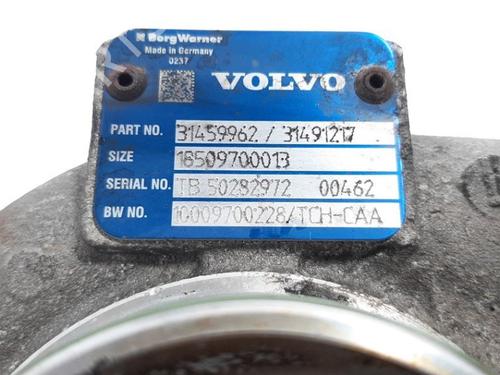 BorgWarner
Made in Germany
0237
VOLVO
PART NO. 31459962 / 31491217
SIZE 18509700013
SERIAL NO. TB 50282972 00462
BW NO. 10009700228/TCH-CAA